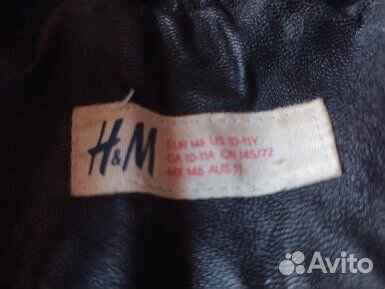 H&M
EUR 146 US 10-11Y
CA 10-11A CN 145/72
MX 146 AUS 11
Avito